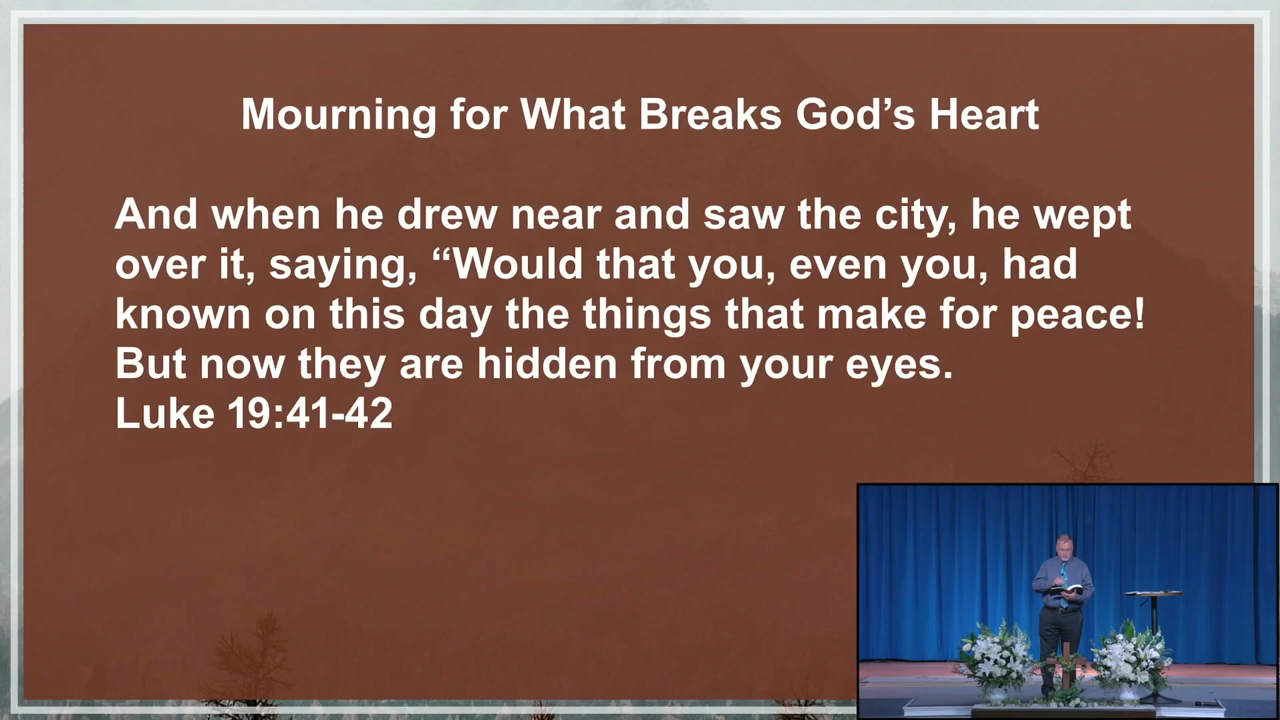 Mourning for What Breaks God’s Heart
And when he drew near and saw the city, he wept
over it, saying, “Would that you, even you, had
known on this day the things that make for peace!
But now they are hidden from your eyes.
Luke 19:41-42